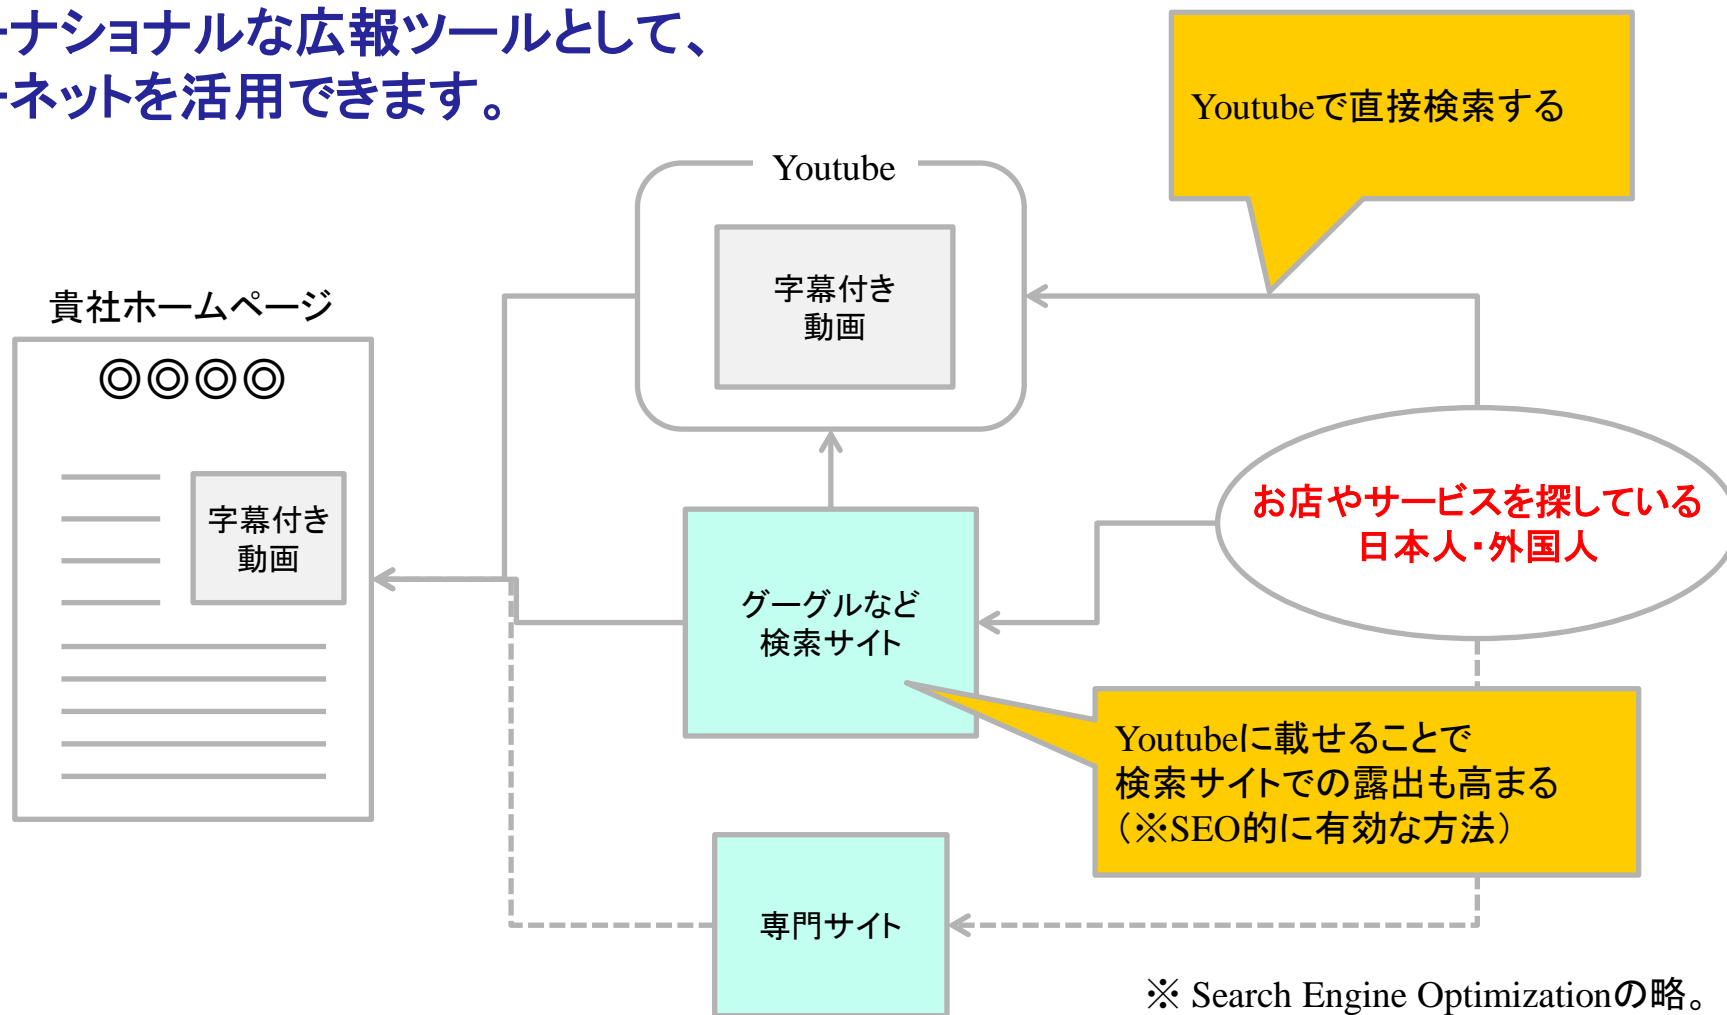 ーナショナルな広報ツールとして、
ーネットを活用できます。
Youtubeで直接検索する
Youtube
字幕付き
動画
貴社ホームページ
◎◎◎◎
字幕付き
動画
お店やサービスを探している
日本人・外国人
グーグルなど
検索サイト
Youtubeに載せることで
検索サイトでの露出も高まる
（※SEO的に有効な方法）
専門サイト
※ Search Engine Optimizationの略。